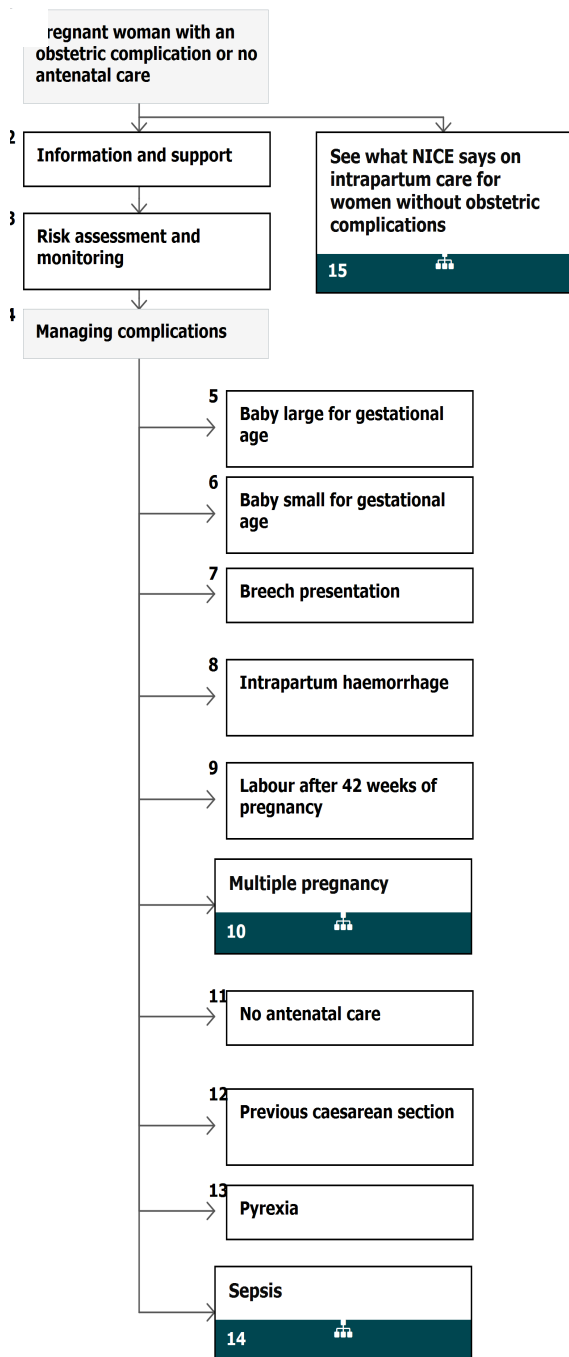 regnant woman with an
obstetric complication or no
antenatal care
2
Information and support
See what NICE says on
intrapartum care for
women without obstetric
complications
15
3
Risk assessment and
monitoring
4
Managing complications
5
Baby large for gestational
age
6
Baby small for gestational
age
7
Breech presentation
8
Intrapartum haemorrhage
9
Labour after 42 weeks of
pregnancy
Multiple pregnancy
10
11
No antenatal care
12
Previous caesarean section
13
Pyrexia
Sepsis
14